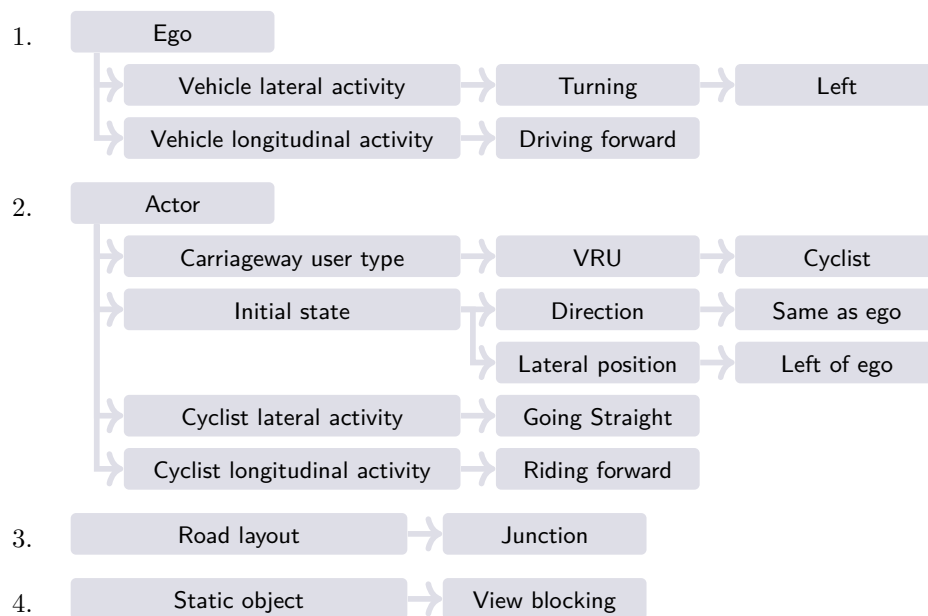 1. Ego
Vehicle lateral activity Turning Left
Vehicle longitudinal activity Driving forward
2. Actor
Carriageway user type VRU Cyclist
Initial state Direction Same as ego
Lateral position Left of ego
Cyclist lateral activity Going Straight
Cyclist longitudinal activity Riding forward
3. Road layout Junction
4. Static object View blocking